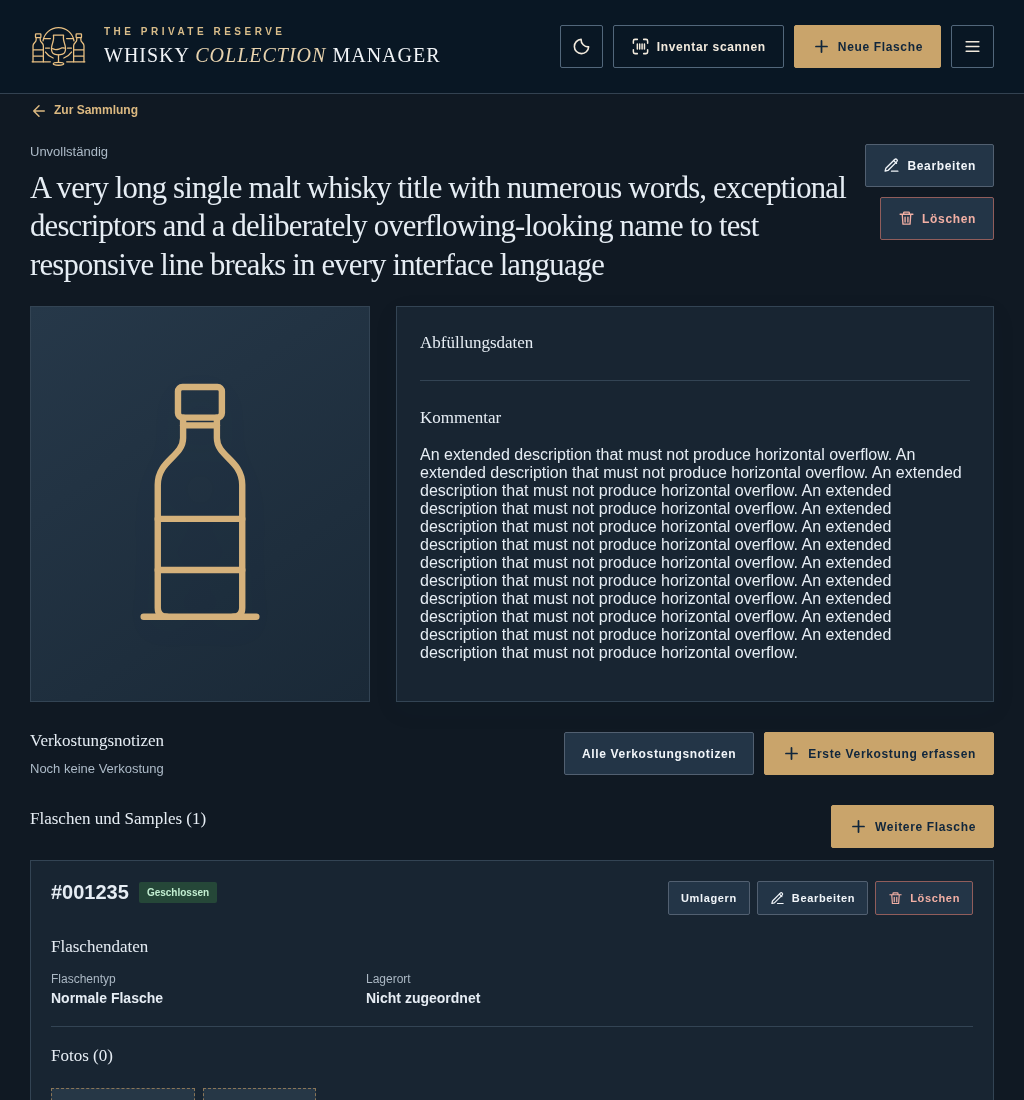 THE PRIVATE RESERVE
WHISKY COLLECTION MANAGER
Inventar scannen
Neue Flasche
Zur Sammlung
Unvollständig
A very long single malt whisky title with numerous words, exceptional
descriptors and a deliberately overflowing-looking name to test
responsive line breaks in every interface language
Bearbeiten
Löschen
Abfüllungsdaten
Kommentar
An extended description that must not produce horizontal overflow. An
extended description that must not produce horizontal overflow. An extended
description that must not produce horizontal overflow. An extended
description that must not produce horizontal overflow. An extended
description that must not produce horizontal overflow. An extended
description that must not produce horizontal overflow. An extended
description that must not produce horizontal overflow. An extended
description that must not produce horizontal overflow. An extended
description that must not produce horizontal overflow. An extended
description that must not produce horizontal overflow. An extended
description that must not produce horizontal overflow. An extended
description that must not produce horizontal overflow.
Verkostungsnotizen
Noch keine Verkostung
Alle Verkostungsnotizen
Erste Verkostung erfassen
Flaschen und Samples (1)
Weitere Flasche
#001235
Geschlossen
Umlagern
Bearbeiten
Löschen
Flaschendaten
Flaschentyp
Lagerort
Normale Flasche
Nicht zugeordnet
Fotos (0)